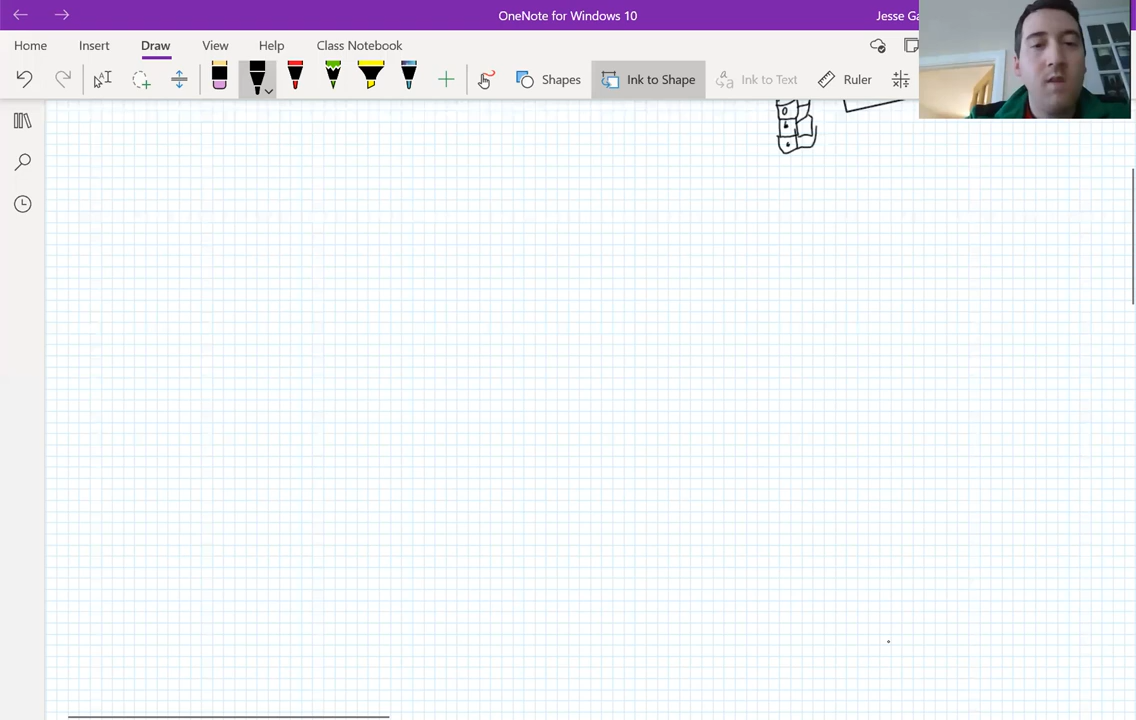 OneNote for Windows 10
Jesse Ga
Home Insert Draw View Help Class Notebook
Shapes Ink to Shape Ink to Text Ruler